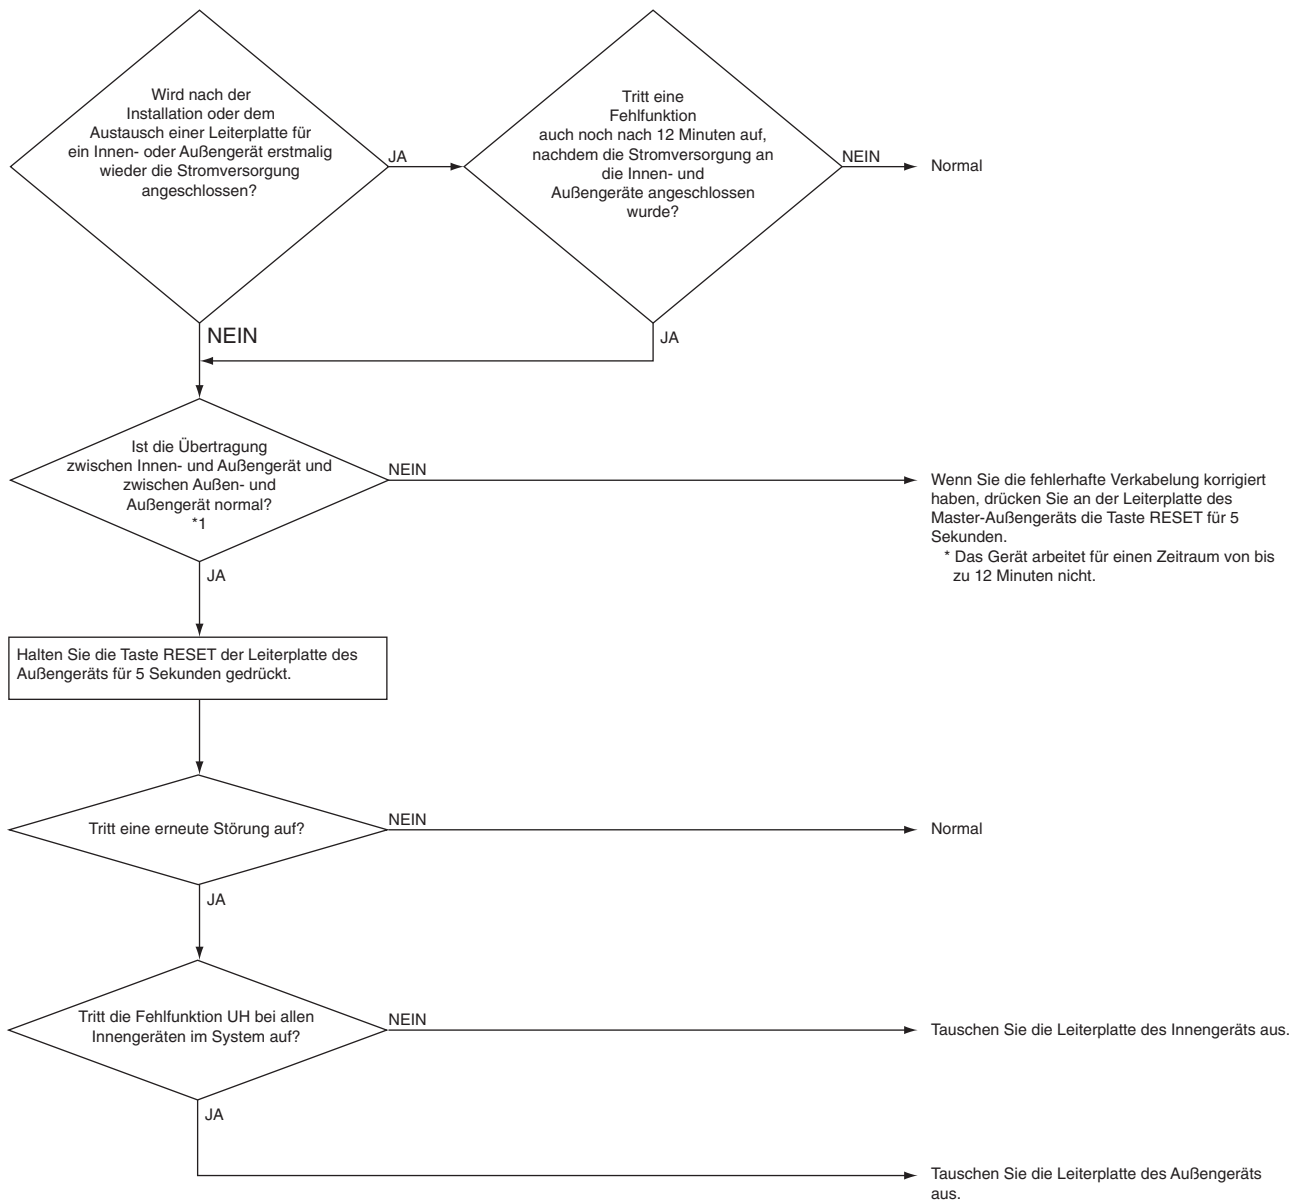 Wird nach der
Installation oder dem
Austausch einer Leiterplatte für
ein Innen- oder Außengerät erstmalig
wieder die Stromversorgung
angeschlossen?
JA
Tritt eine
Fehlfunktion
auch noch nach 12 Minuten auf,
nachdem die Stromversorgung an
die Innen- und
Außengeräte angeschlossen
wurde?
NEIN
Normal
NEIN
JA
Ist die Übertragung
zwischen Innen- und Außengerät und
zwischen Außen- und
Außengerät normal?
*1
NEIN
Wenn Sie die fehlerhafte Verkabelung korrigiert
haben, drücken Sie an der Leiterplatte des
Master-Außengeräts die Taste RESET für 5
Sekunden.
* Das Gerät arbeitet für einen Zeitraum von bis
zu 12 Minuten nicht.
JA
Halten Sie die Taste RESET der Leiterplatte des
Außengeräts für 5 Sekunden gedrückt.
Tritt eine erneute Störung auf?
NEIN
Normal
JA
Tritt die Fehlfunktion UH bei allen
Innengeräten im System auf?
NEIN
Tauschen Sie die Leiterplatte des Innengeräts aus.
JA
Tauschen Sie die Leiterplatte des Außengeräts
aus.